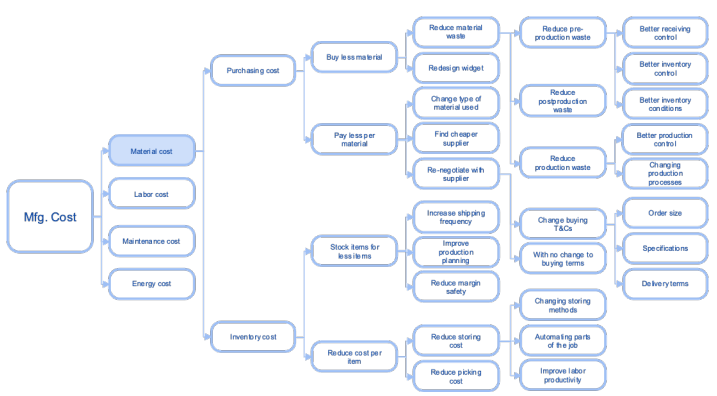 Mfg. Cost
Material cost
Labor cost
Maintenance cost
Energy cost
Purchasing cost
Inventory cost
Buy less material
Pay less per
material
Stock items for
less items
Reduce cost per
item
Reduce material
waste
Redesign widget
Change type of
material used
Find cheaper
supplier
Re-negotiate with
supplier
Increase shipping
frequency
Improve
production
planning
Reduce margin
safety
Reduce storing
cost
Reduce picking
cost
Reduce pre-
production waste
Reduce
postproduction
waste
Reduce
production waste
Change buying
T&Cs
With no change to
buying terms
Changing storing
methods
Automating parts
of the job
Improve labor
productivity
Better receiving
control
Better inventory
control
Better inventory
conditions
Better production
control
Changing
production
processes
Order size
Specifications
Delivery terms